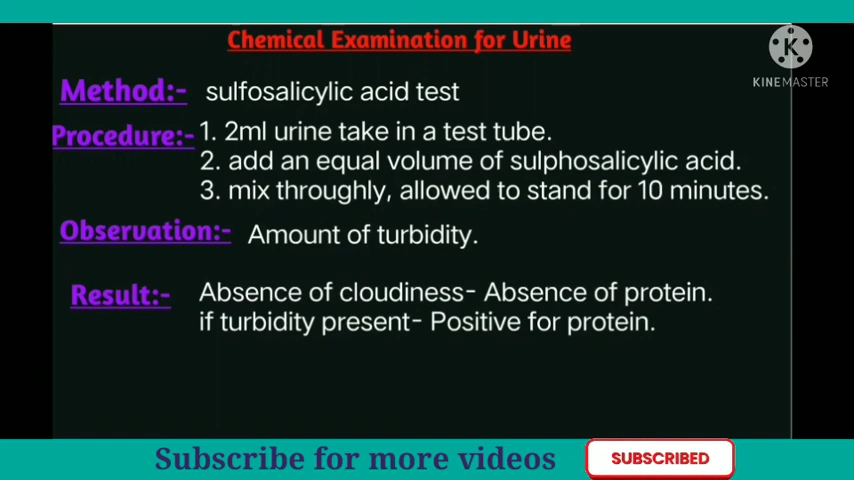 Chemical Examination for Urine
K
KINEMASTER
Method:- sulfosalicylic acid test
Procedure:- 1. 2ml urine take in a test tube.
2. add an equal volume of sulphosalicylic acid.
3. mix throughly, allowed to stand for 10 minutes.
Observation:- Amount of turbidity.
Result:- Absence of cloudiness- Absence of protein.
if turbidity present- Positive for protein.
Subscribe for more videos
SUBSCRIBED